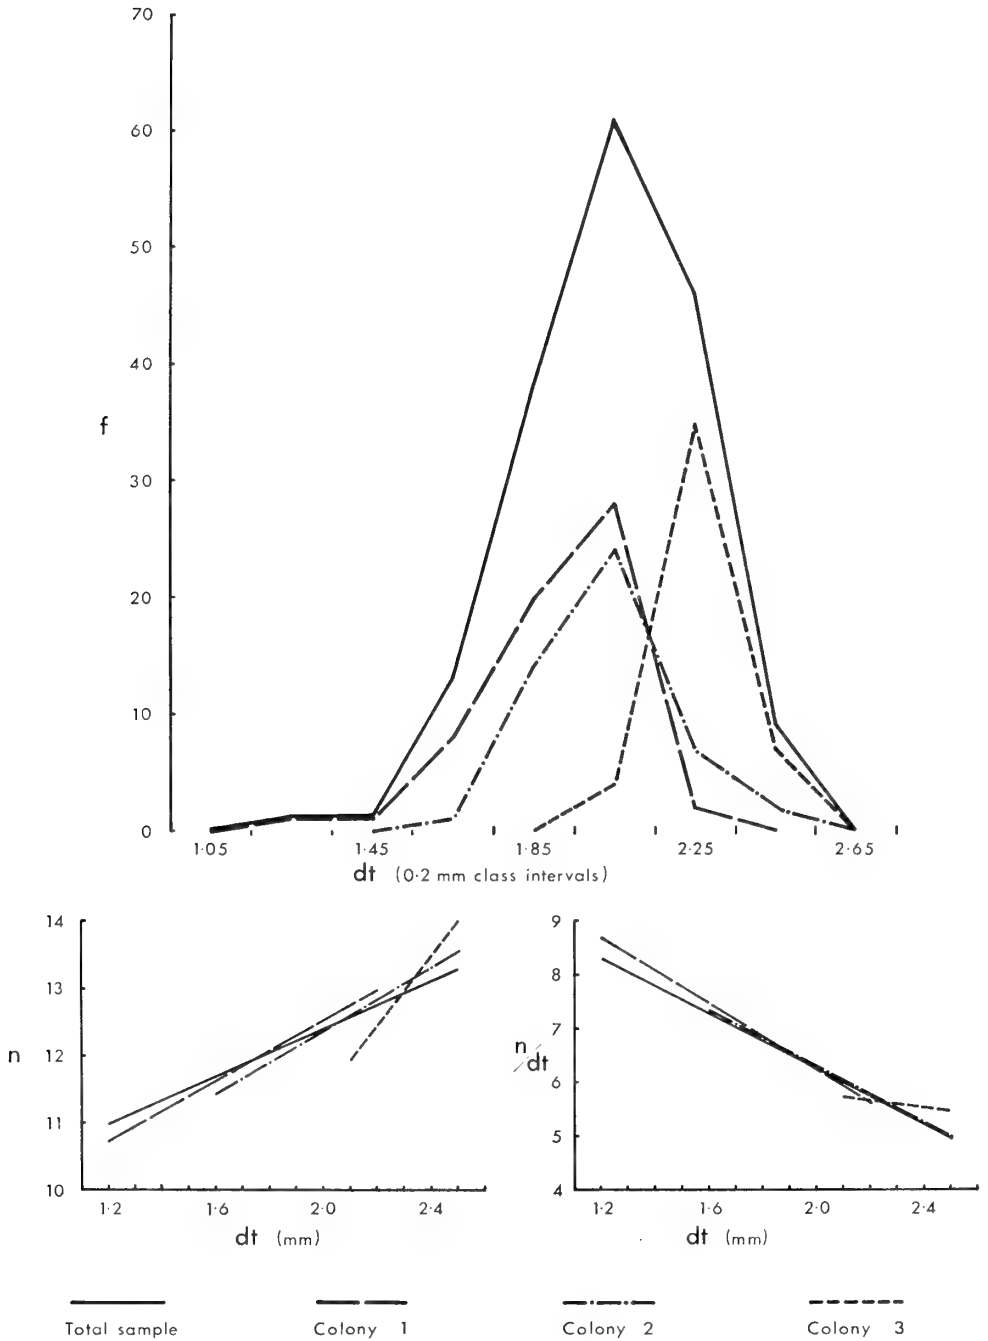 70
60
50
40
f
30
20
10
0
1·05 1·45 1·85 2·25 2·65
dt (0·2 mm class intervals)
14
13
n
12
11
10
1·2 1·6 2·0 2·4
dt (mm)
9
8
7
n/dt
6
5
4
1·2 1·6 2·0 2·4
dt (mm)
Total sample Colony 1 Colony 2 Colony 3